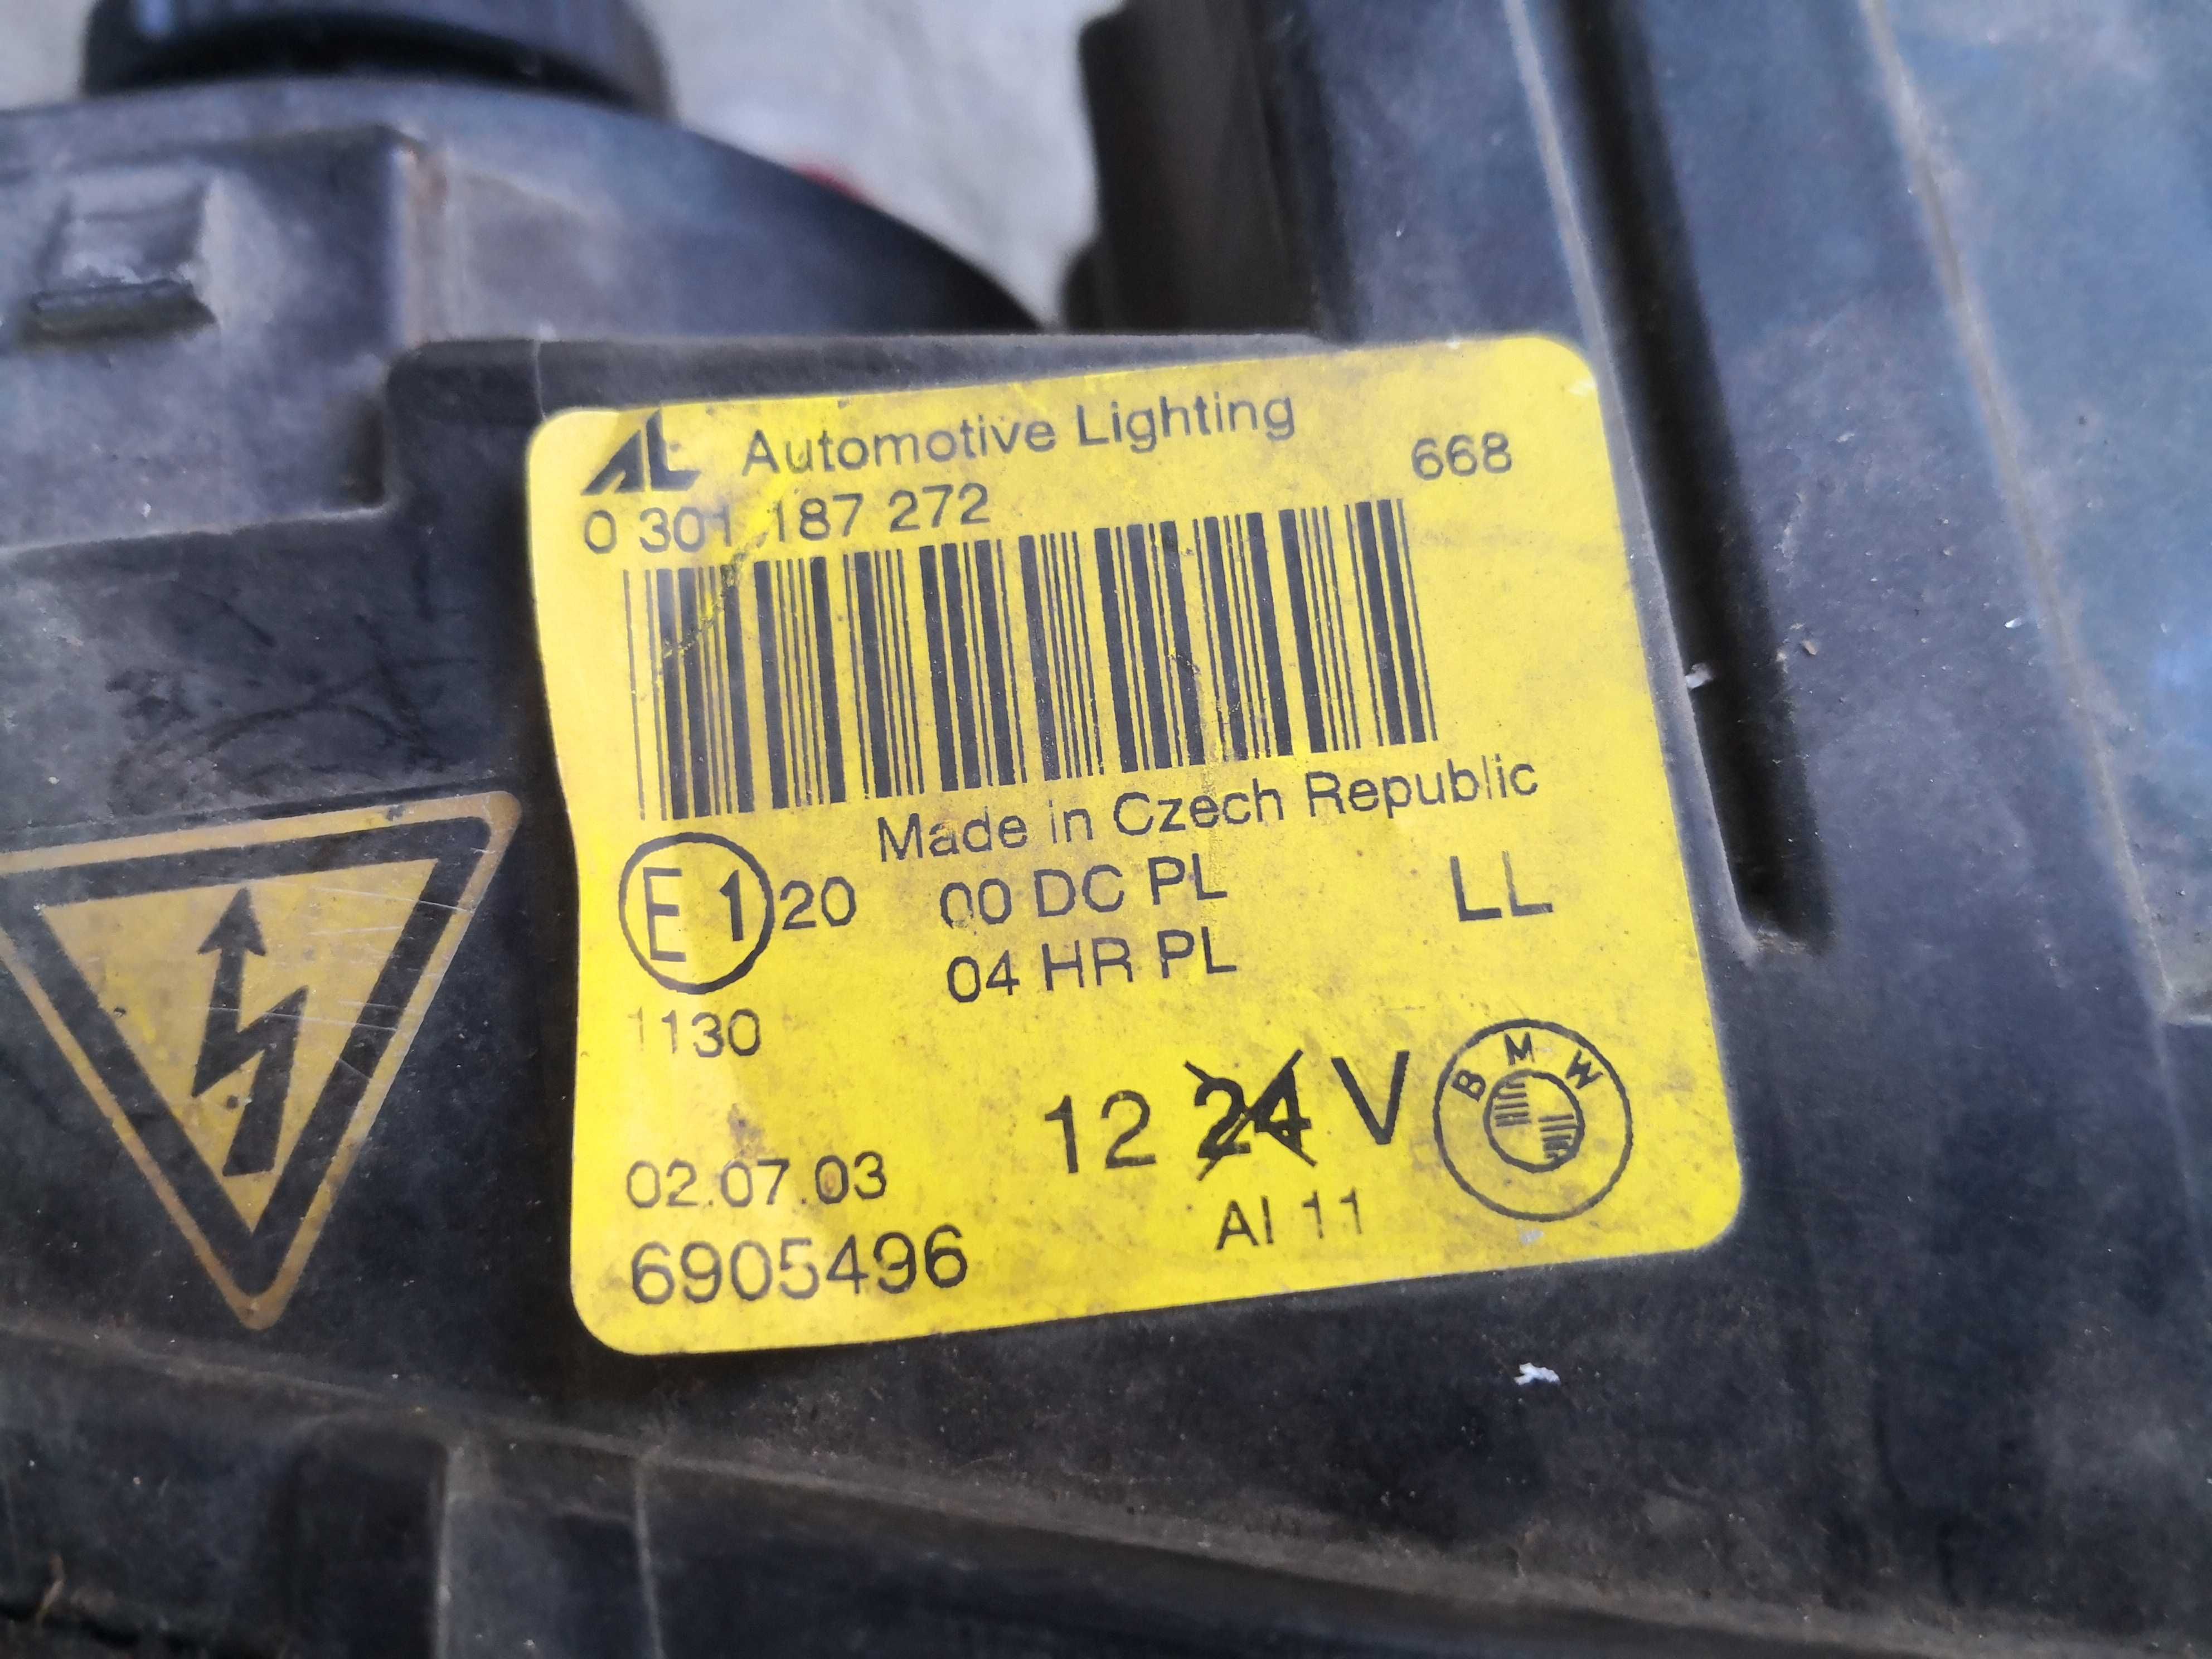 AL Automotive Lighting
668
0 301 187 272
Made in Czech Republic
E1 20 00 DC PL LL
04 HR PL
1130
12 24 V
BMW
02.07.03
AI 11
6905496